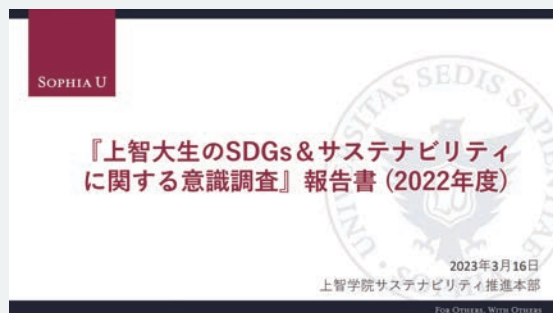 SOPHIA U
『上智大生のSDGs＆サステナビリティ
に関する意識調査』報告書 (2022年度)
2023年3月16日
上智学院サステナビリティ推進本部
FOR OTHERS, WITH OTHERS